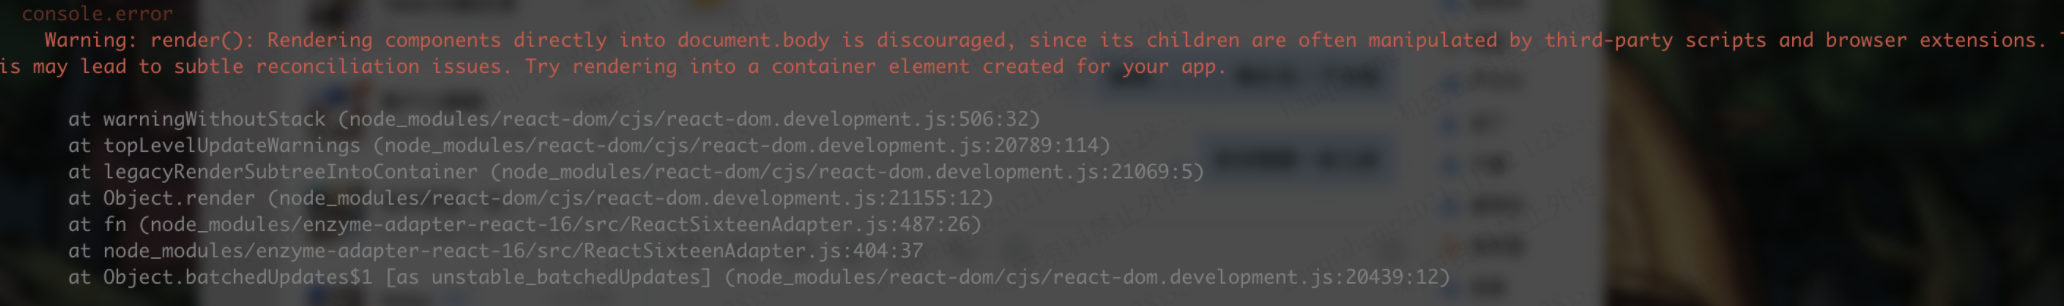 console.error
Warning: render(): Rendering components directly into document.body is discouraged, since its children are often manipulated by third-party scripts and browser extensions. T
is may lead to subtle reconciliation issues. Try rendering into a container element created for your app.
at warningWithoutStack (node_modules/react-dom/cjs/react-dom.development.js:506:32)
at topLevelUpdateWarnings (node_modules/react-dom/cjs/react-dom.development.js:20789:114)
at legacyRenderSubtreeIntoContainer (node_modules/react-dom/cjs/react-dom.development.js:21069:5)
at Object.render (node_modules/react-dom/cjs/react-dom.development.js:21155:12)
at fn (node_modules/enzyme-adapter-react-16/src/ReactSixteenAdapter.js:487:26)
at node_modules/enzyme-adapter-react-16/src/ReactSixteenAdapter.js:404:37
at Object.batchedUpdates$1 [as unstable_batchedUpdates] (node_modules/react-dom/cjs/react-dom.development.js:20439:12)